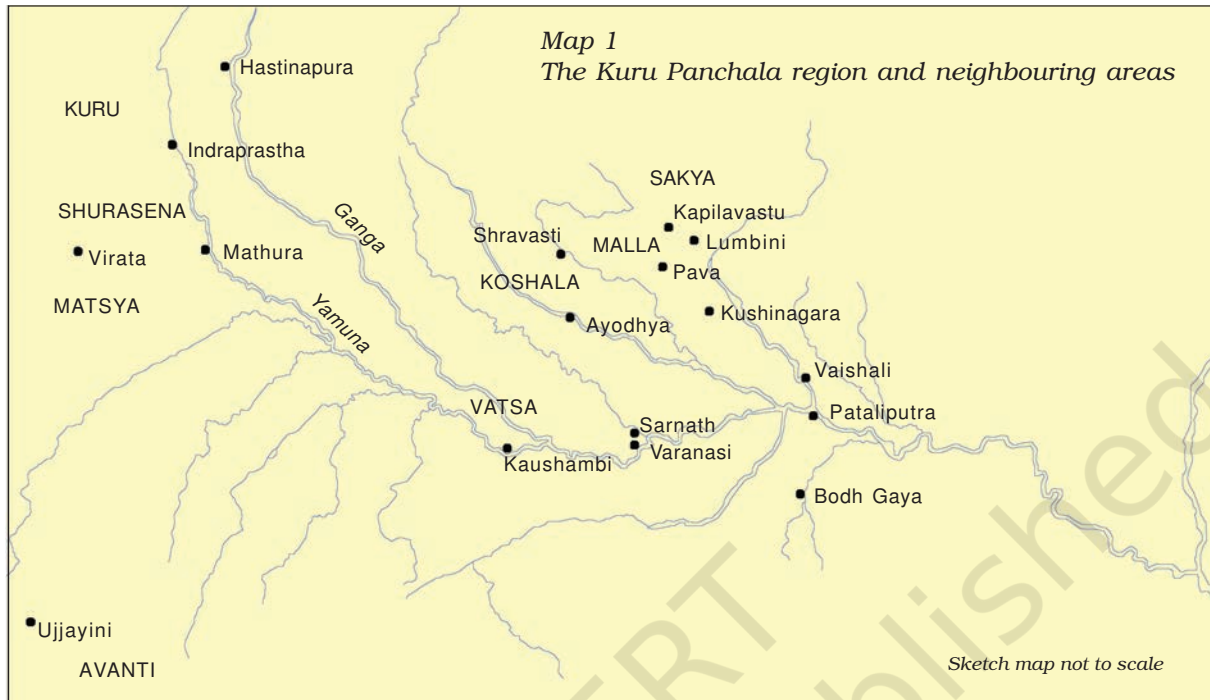 Map 1
The Kuru Panchala region and neighbouring areas
Hastinapura
KURU
Indraprastha
SAKYA
SHURASENA
Ganga
Kapilavastu
Shravasti
MALLA
Lumbini
Virata
Mathura
Pava
KOSHALA
MATSYA
Yamuna
Ayodhya
Kushinagara
Vaishali
VATSA
Pataliputra
Sarnath
Kaushambi
Varanasi
Bodh Gaya
Ujjayini
AVANTI
Sketch map not to scale